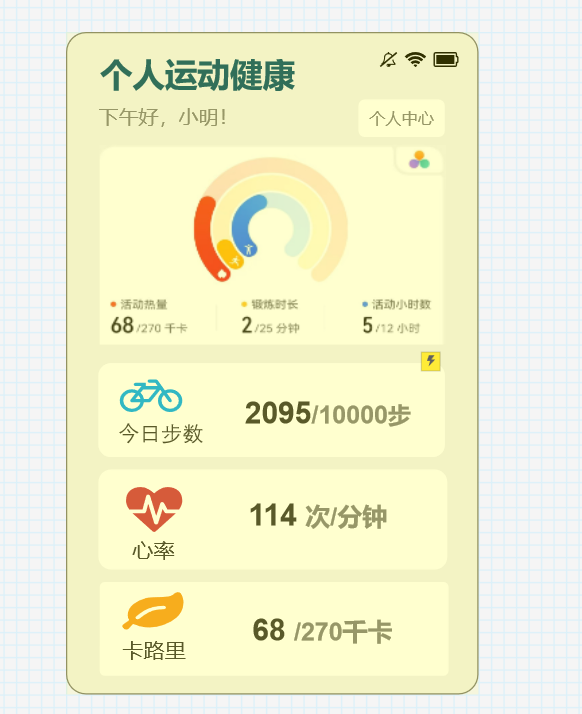 个人运动健康
下午好，小明！
个人中心
活动热量 锻炼时长 活动小时数
68/270 千卡 2/25 分钟 5/12 小时
2095/10000步
今日步数
114 次/分钟
心率
68 /270千卡
卡路里